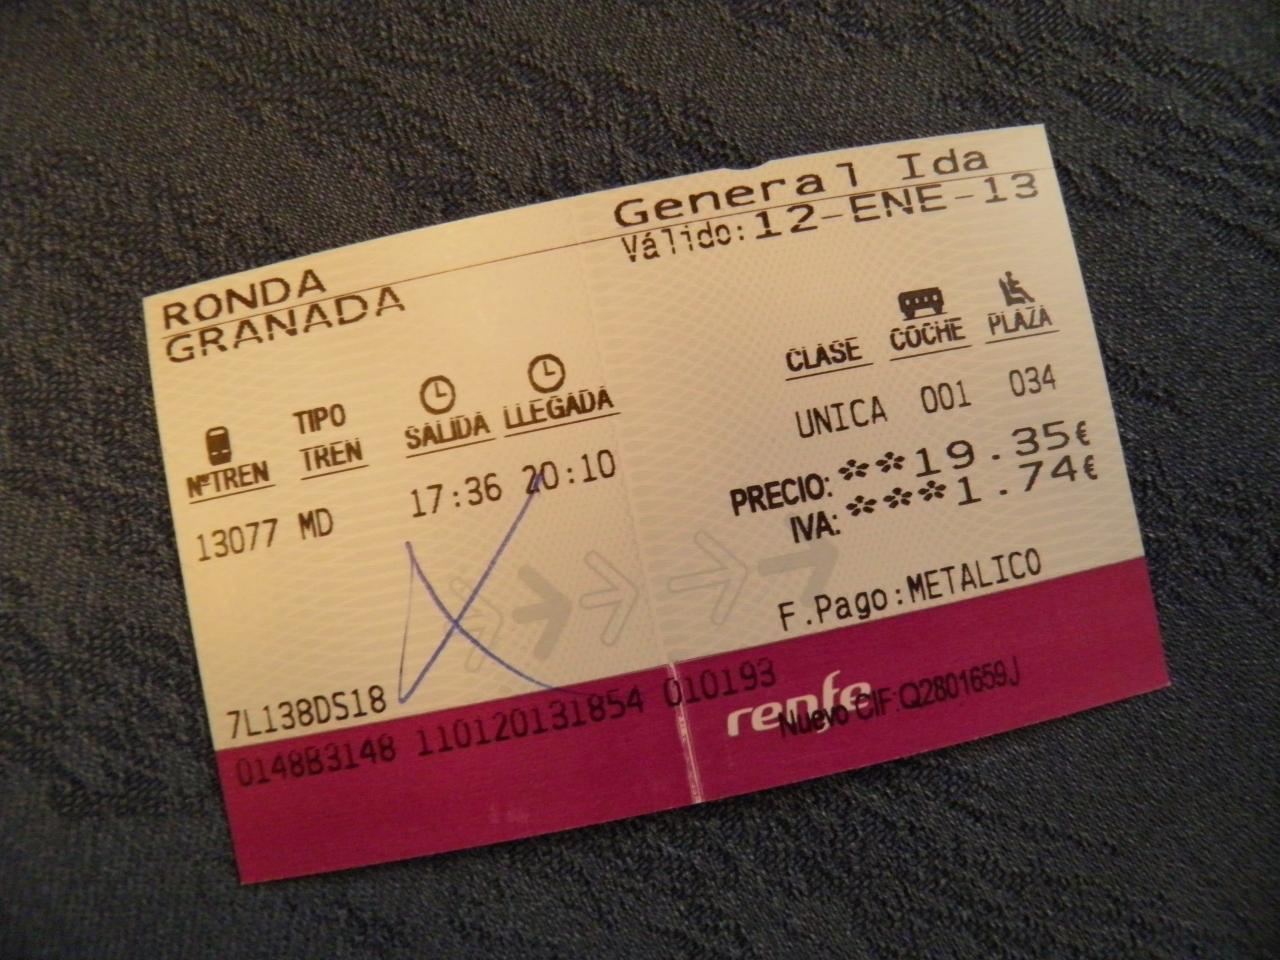 General Ida
Válido: 12-ENE-13
RONDA
GRANADA
NºTREN TIPO TREN SALIDA LLEGADA CLASE COCHE PLAZA
13077 MD 17:36 20:10 UNICA 001 034
PRECIO: **19.35€
IVA: ***1.74€
F.Pago:METALICO
7L138DS18
0148B3148 110120131854 010193
renfe
Nuevo CIF:Q2801659J